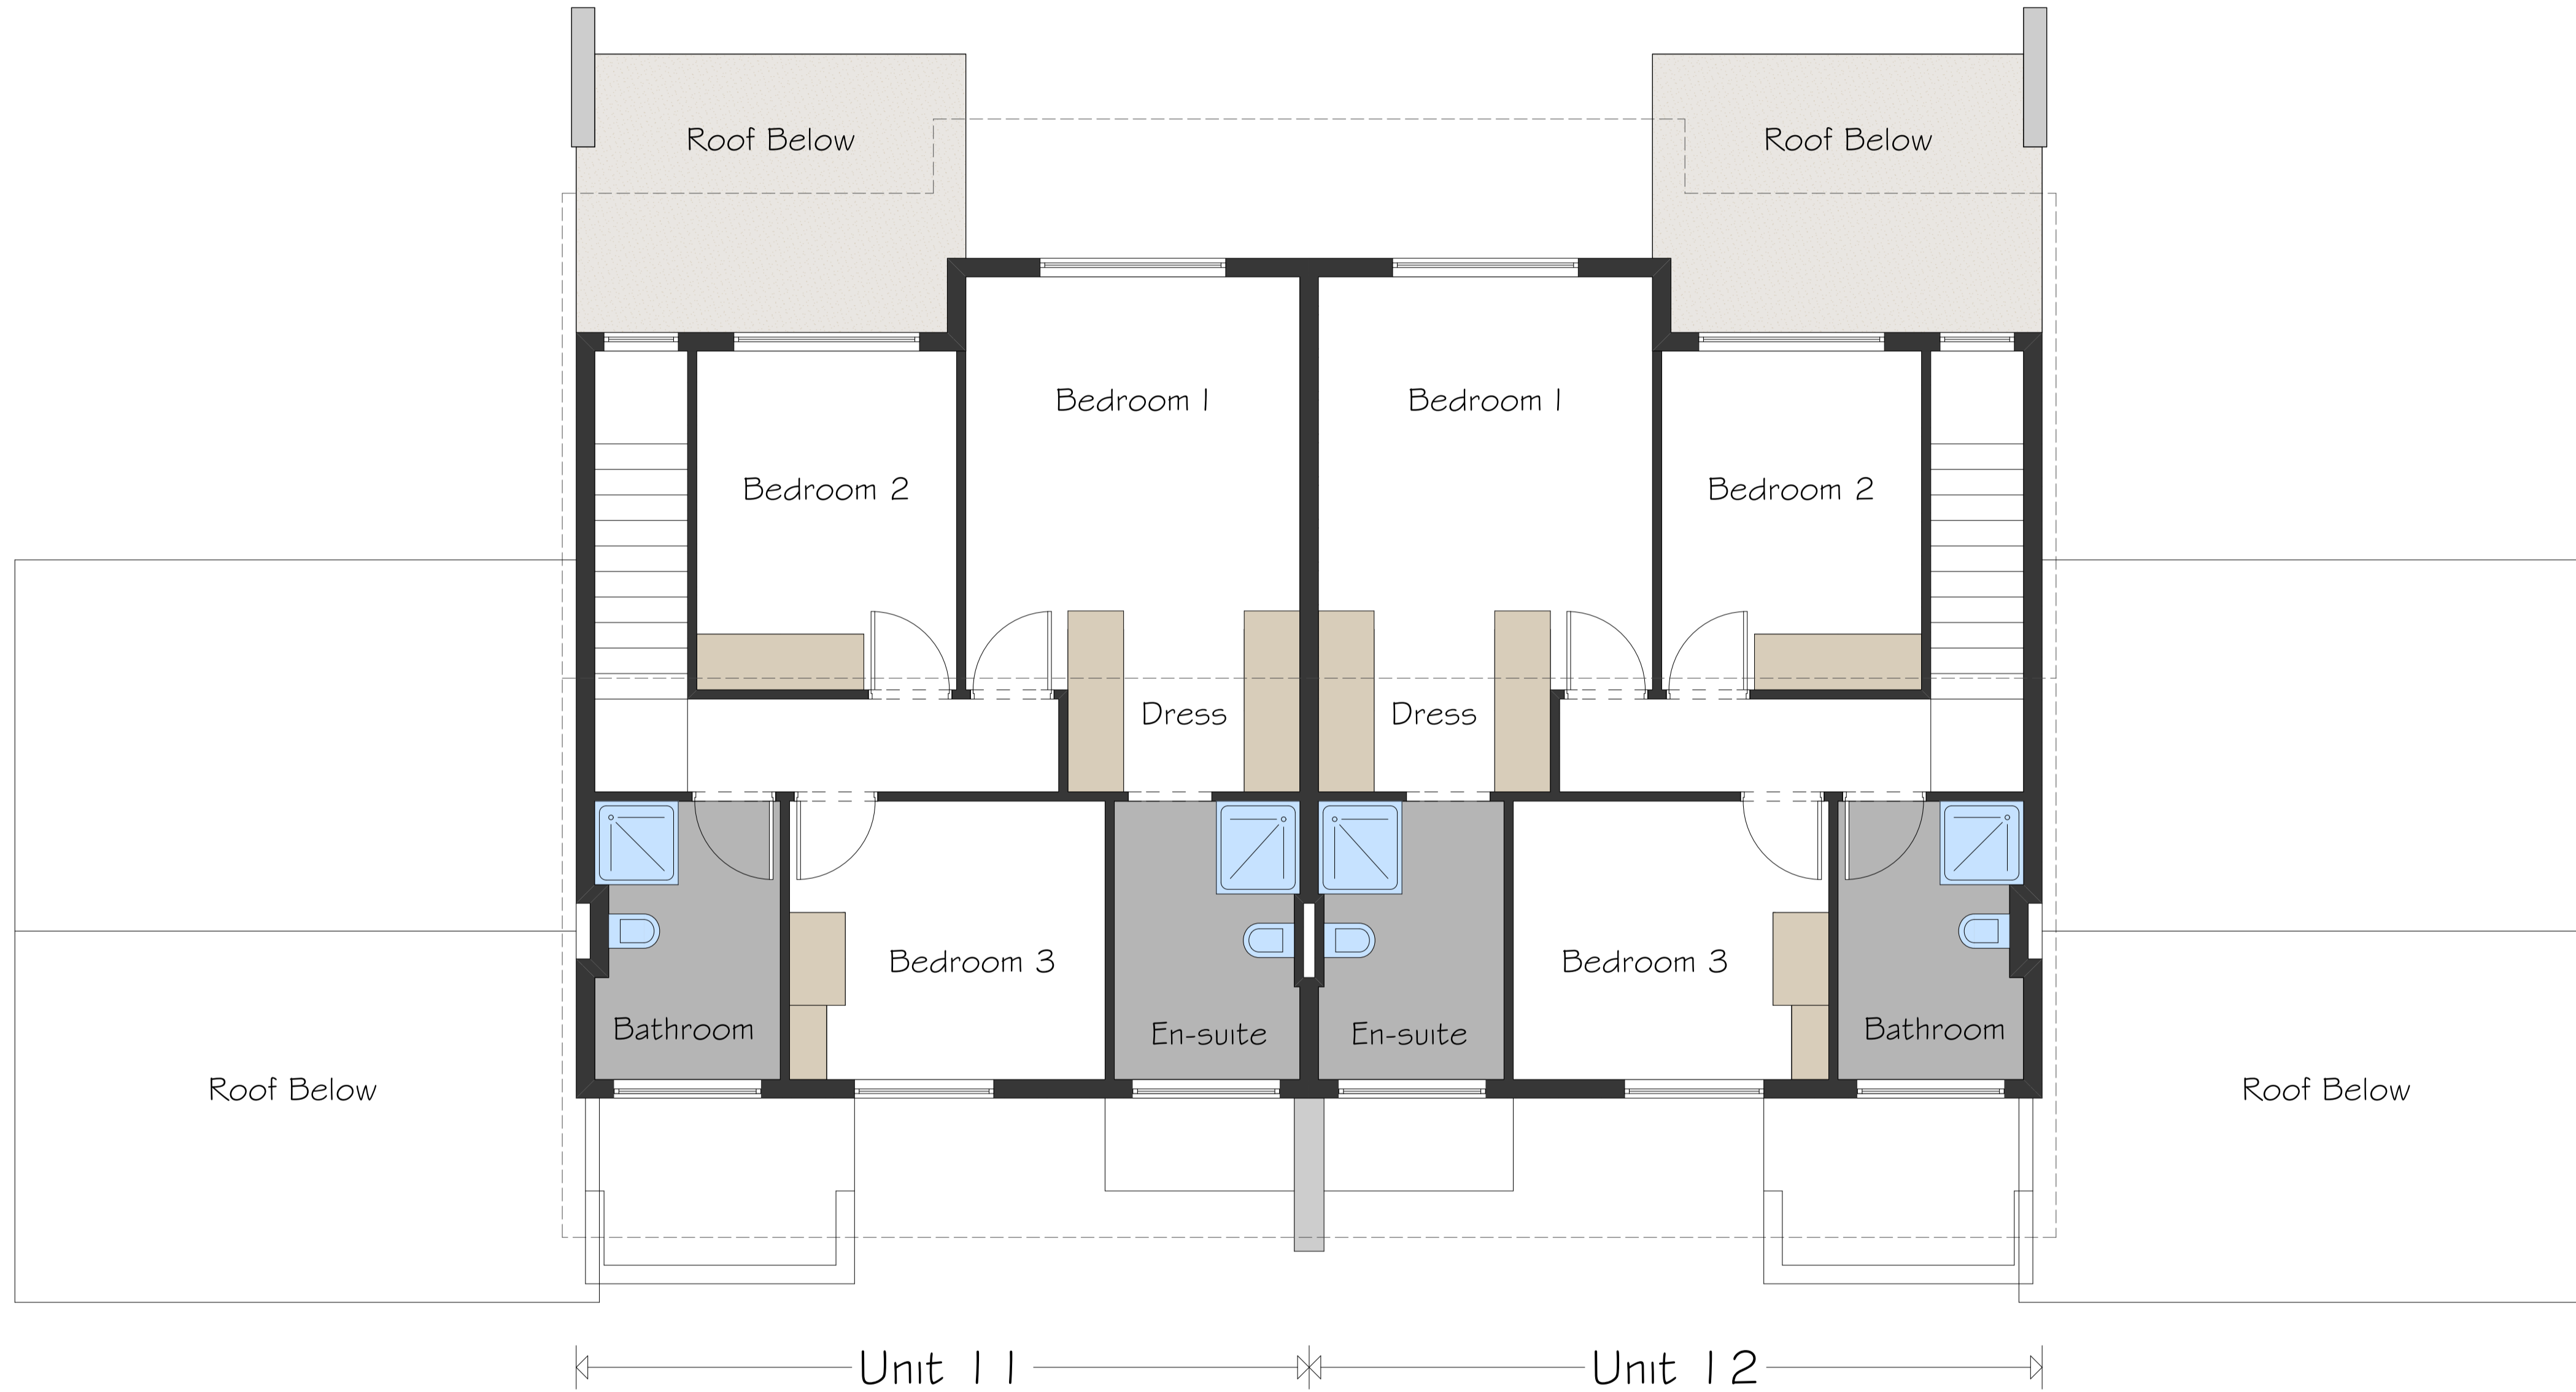 Roof Below
Roof Below
Bedroom 1
Bedroom 1
Bedroom 2
Bedroom 2
Dress
Dress
Bedroom 3
Bedroom 3
Bathroom
En-suite
En-suite
Bathroom
Roof Below
Roof Below
Unit 11
Unit 12